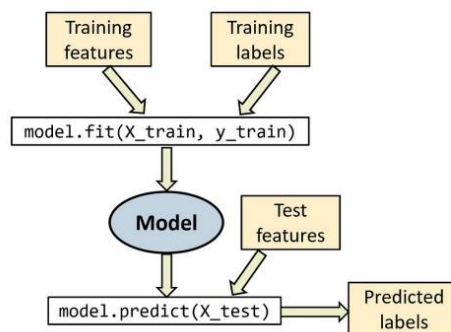 Training
features
Training
labels
model.fit(X_train, y_train)
Model
Test
features
model.predict(X_test)
Predicted
labels